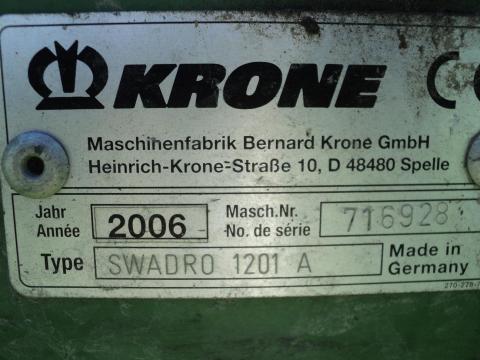 KRONE CE
Maschinenfabrik Bernard Krone GmbH
Heinrich-Krone-Straße 10, D 48480 Spelle
Jahr
Année
2006
Masch.Nr.
No. de série
716928
Type
SWADRO 1201 A
Made in
Germany